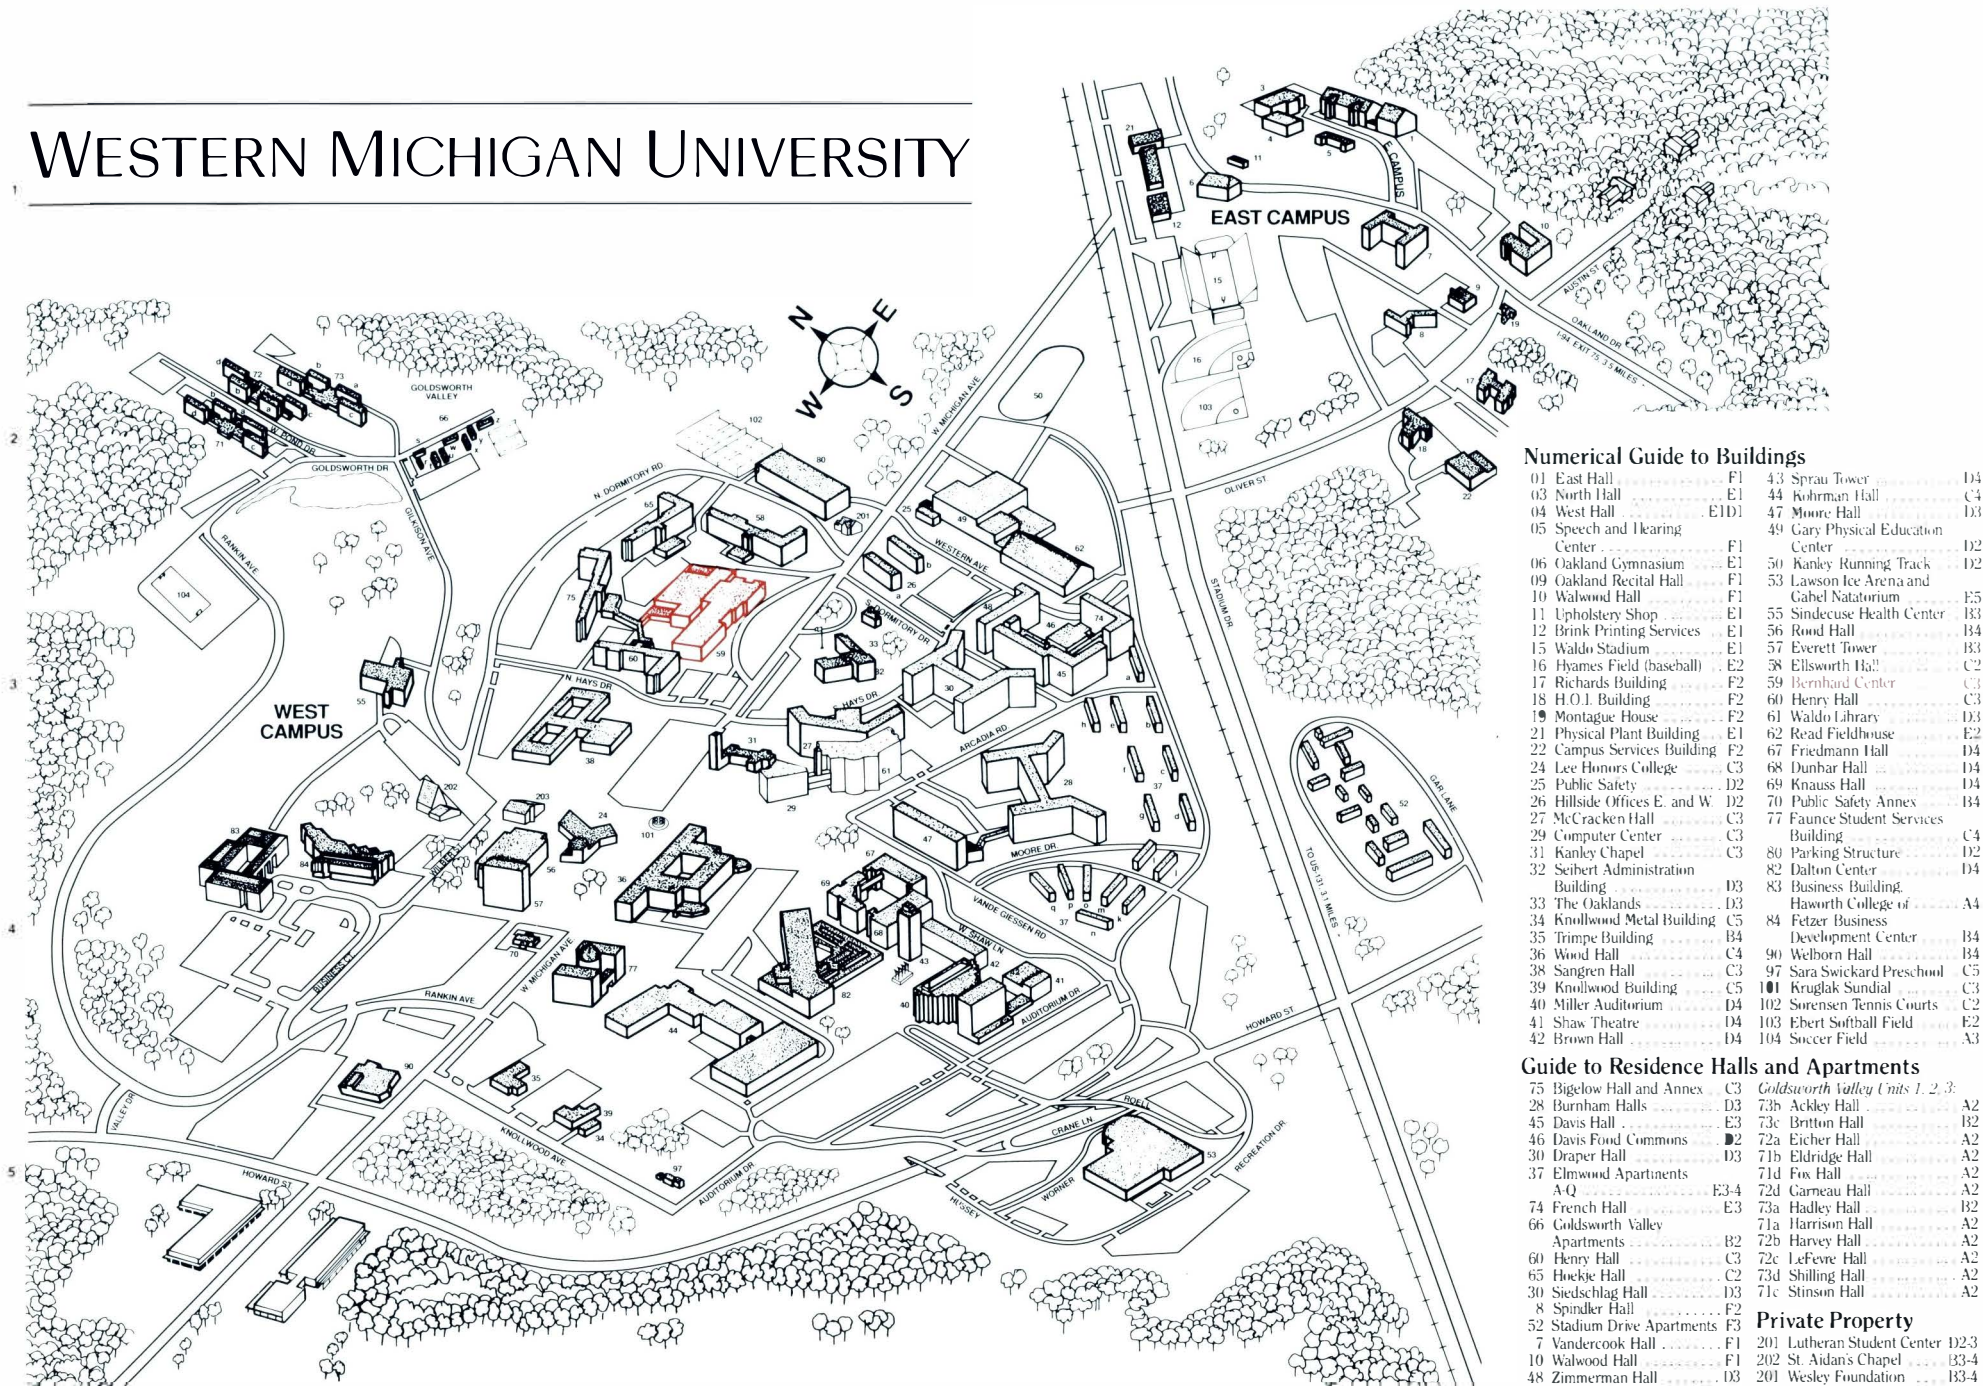 WESTERN MICHIGAN UNIVERSITY
EAST CAMPUS
E. CAMPUS
AUSTIN ST.
OAKLAND DR.
I-94, EXIT 75, 3.5 MILES
N
E
W
S
GOLDSWORTH
VALLEY
W. POND DR.
GOLDSWORTH DR
GILKISON AVE
RANKIN AVE
N. DORMITORY RD
W. MICHIGAN AVE
OLIVER ST.
WESTERN AVE
S. DORMITORY DR
STADIUM DR.
N. HAYS DR
S. HAYS DR.
ARCADIA RD
WEST
CAMPUS
MOORE DR.
GAR LANE
TO US-131, 3.1 MILES
VANDE GIESSEN RD
W. SHAW LN
W. MICHIGAN AVE
BUSINESS CT.
RANKIN AVE
AUDITORIUM DR
HOWARD ST.
VALLEY DR.
KNOLLWOOD AVE
AUDITORIUM DR
ROELL
CRANE LN
WORNER
HUSSEY
RECREATION DR.
HOWARD ST.
Numerical Guide to Buildings
01 East Hall F1
03 North Hall E1
04 West Hall E1D1
05 Speech and Hearing
Center F1
06 Oakland Gymnasium E1
09 Oakland Recital Hall F1
10 Walwood Hall F1
11 Upholstery Shop E1
12 Brink Printing Services E1
15 Waldo Stadium E1
16 Hyames Field (baseball) E2
17 Richards Building F2
18 H.O.I. Building F2
19 Montague House F2
21 Physical Plant Building E1
22 Campus Services Building F2
24 Lee Honors College C3
25 Public Safety D2
26 Hillside Offices E. and W. D2
27 McCracken Hall C3
29 Computer Center C3
31 Kanley Chapel C3
32 Seibert Administration
Building D3
33 The Oaklands D3
34 Knollwood Metal Building C5
35 Trimpe Building B4
36 Wood Hall C4
38 Sangren Hall C3
39 Knollwood Building C5
40 Miller Auditorium D4
41 Shaw Theatre D4
42 Brown Hall D4
43 Sprau Tower D4
44 Kohrman Hall C4
47 Moore Hall D3
49 Gary Physical Education
Center D2
50 Kanley Running Track D2
53 Lawson Ice Arena and
Gabel Natatorium E5
55 Sindecuse Health Center B3
56 Rood Hall B4
57 Everett Tower B3
58 Ellsworth Hall C2
59 Bernhard Center C3
60 Henry Hall C3
61 Waldo Library D3
62 Read Fieldhouse E2
67 Friedmann Hall D4
68 Dunbar Hall D4
69 Knauss Hall D4
70 Public Safety Annex B4
77 Faunce Student Services
Building C4
80 Parking Structure D2
82 Dalton Center D4
83 Business Building,
Haworth College of A4
84 Fetzer Business
Development Center B4
90 Welborn Hall B4
97 Sara Swickard Preschool C5
101 Kruglak Sundial C3
102 Sorensen Tennis Courts C2
103 Ebert Softball Field E2
104 Soccer Field A3
Guide to Residence Halls and Apartments
75 Bigelow Hall and Annex C3
28 Burnham Halls D3
45 Davis Hall E3
46 Davis Food Commons D2
30 Draper Hall D3
37 Elmwood Apartments
A-Q E3-4
74 French Hall E3
66 Goldsworth Valley
Apartments B2
60 Henry Hall C3
65 Hoekje Hall C2
30 Siedschlag Hall D3
8 Spindler Hall F2
52 Stadium Drive Apartments F3
7 Vandercook Hall F1
10 Walwood Hall F1
48 Zimmerman Hall D3
Goldsworth Valley Units 1, 2, 3:
73b Ackley Hall A2
73c Britton Hall B2
72a Eicher Hall A2
71b Eldridge Hall A2
71d Fox Hall A2
72d Garneau Hall A2
73a Hadley Hall B2
71a Harrison Hall A2
72b Harvey Hall A2
72c LeFevre Hall A2
73d Shilling Hall A2
71c Stinson Hall A2
Private Property
201 Lutheran Student Center D2-3
202 St. Aidan's Chapel B3-4
201 Wesley Foundation B3-4